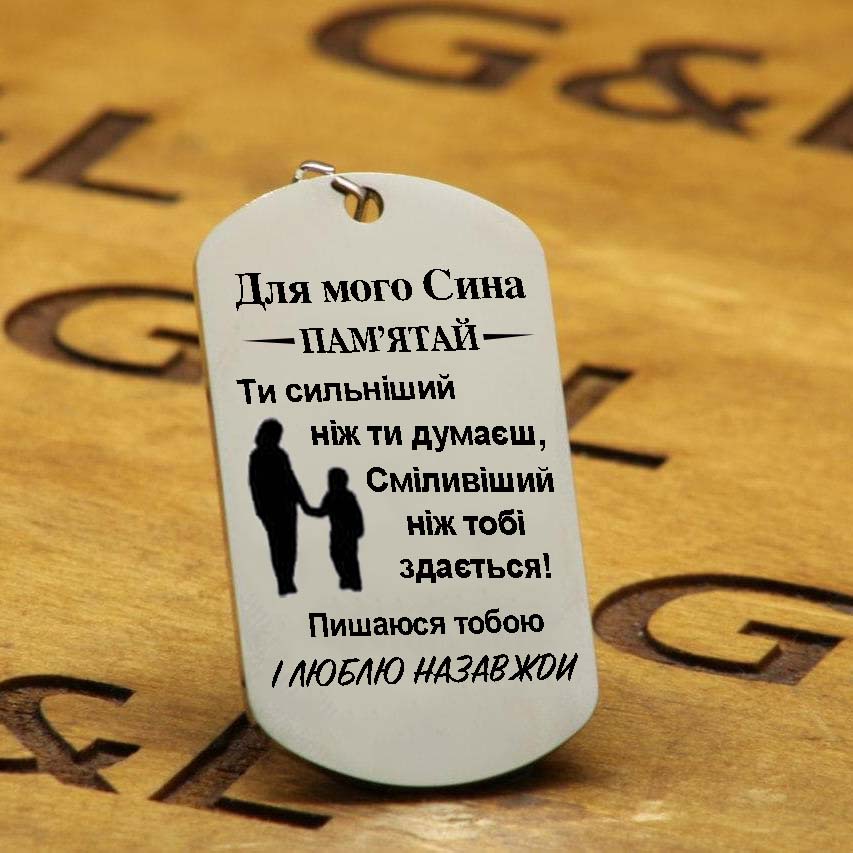 G&L
L
Для мого Сина
ПАМ’ЯТАЙ
Ти сильніший
ніж ти думаєш,
Сміливіший
ніж тобі
здається!
Пишаюся тобою
І ЛЮБЛЮ НАЗАВЖДИ
G
L
G
&L